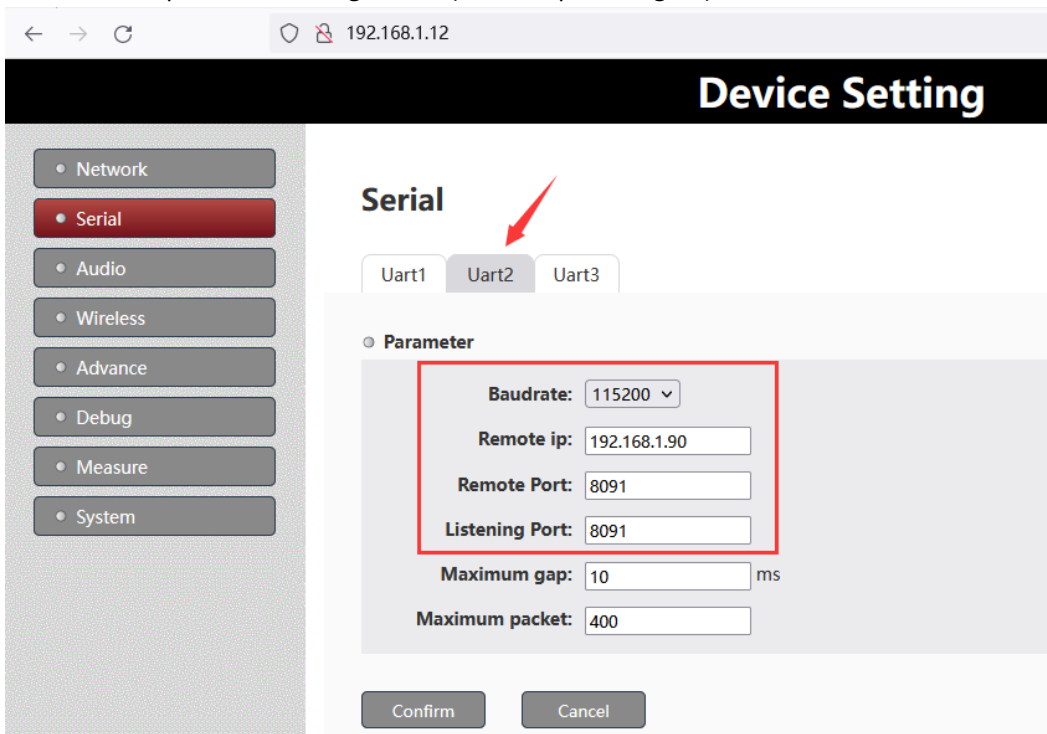 192.168.1.12
Device Setting
Network
Serial
Audio
Wireless
Advance
Debug
Measure
System
Serial
Uart1 Uart2 Uart3
Parameter
Baudrate: 115200
Remote ip: 192.168.1.90
Remote Port: 8091
Listening Port: 8091
Maximum gap: 10 ms
Maximum packet: 400
Confirm Cancel